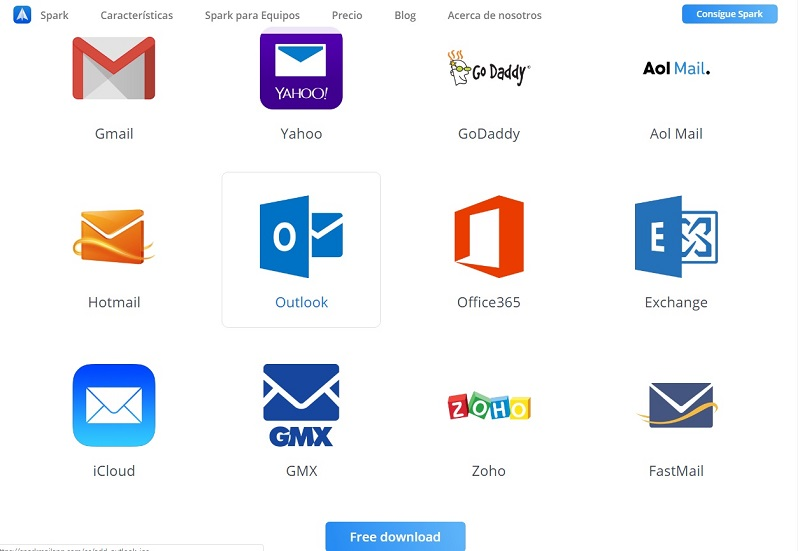 Spark Características Spark para Equipos Precio Blog Acerca de nosotros Consigue Spark
YAHOO!
Go Daddy
Aol Mail.
Gmail Yahoo GoDaddy Aol Mail
O
E
Hotmail Outlook Office365 Exchange
GMX
ZOHO
iCloud GMX Zoho FastMail
Free download